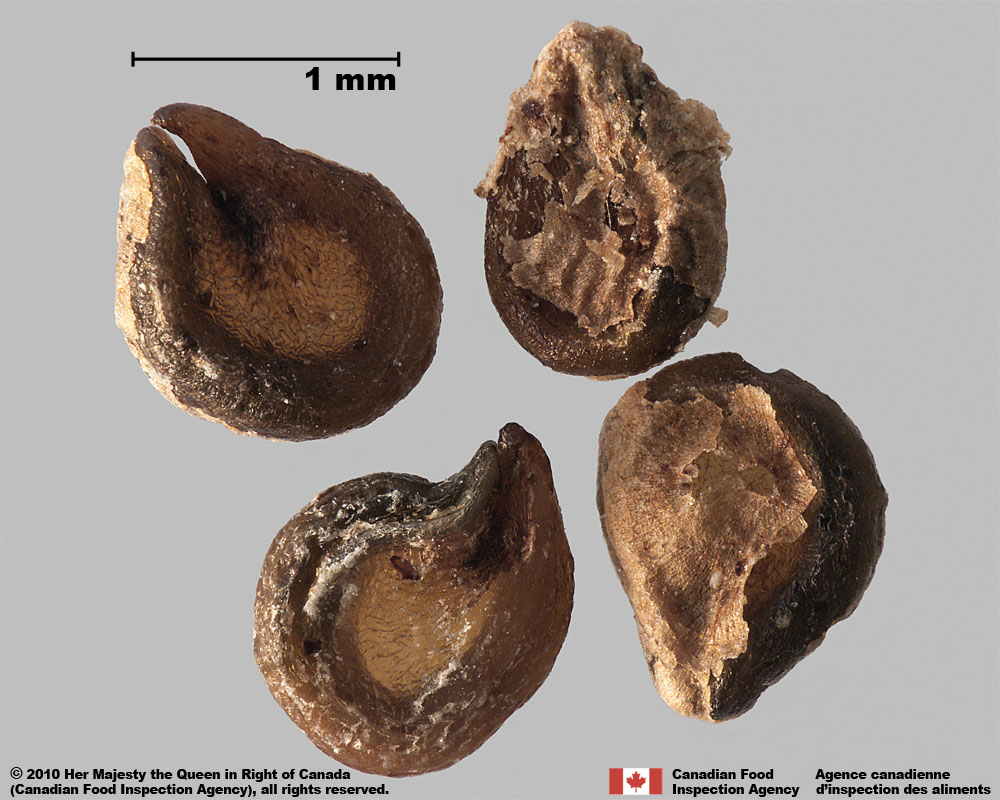 1 mm
© 2010 Her Majesty the Queen in Right of Canada
(Canadian Food Inspection Agency), all rights reserved.
Canadian Food
Inspection Agency
Agence canadienne
d'inspection des aliments